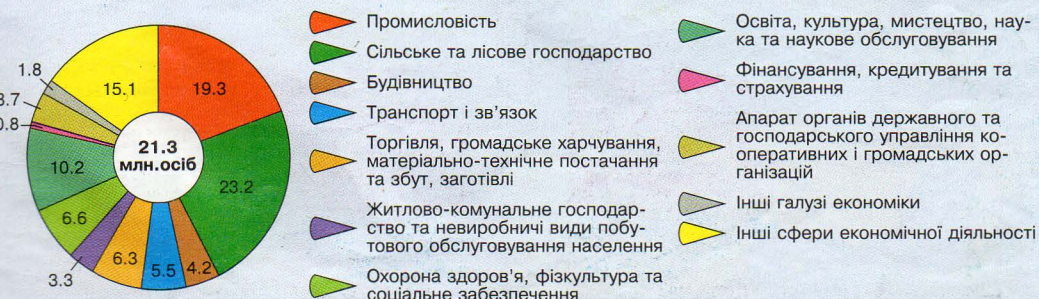 19.3
23.2
4.2
5.5
6.3
3.3
6.6
10.2
0.8
3.7
1.8
15.1
21.3
млн.осіб
Промисловість
Сільське та лісове господарство
Будівництво
Транспорт і зв’язок
Торгівля, громадське харчування,
матеріально-технічне постачання
та збут, заготівлі
Житлово-комунальне господар-
ство та невиробничі види побу-
тового обслуговування населення
Охорона здоров’я, фізкультура та
соціальне забезпечення
Освіта, культура, мистецтво, нау-
ка та наукове обслуговування
Фінансування, кредитування та
страхування
Апарат органів державного та
господарського управління ко-
оперативних і громадських ор-
ганізацій
Інші галузі економіки
Інші сфери економічної діяльності